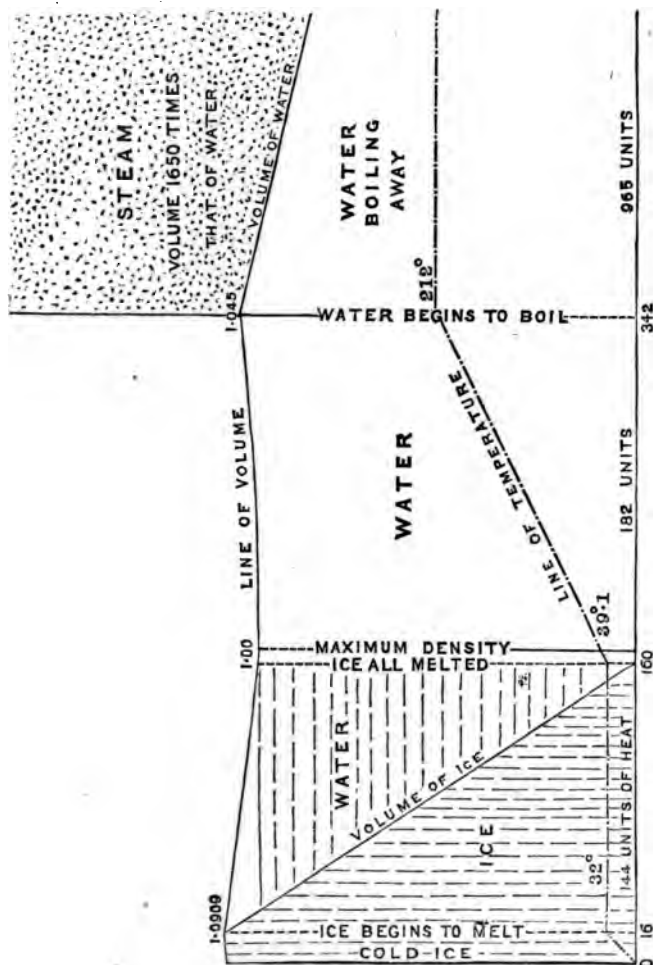 STEAM
VOLUME 1650 TIMES
THAT OF WATER
VOLUME OF WATER
WATER
BOILING
AWAY
965 UNITS
1·045
212°
WATER BEGINS TO BOIL
342
LINE OF VOLUME
WATER
LINE OF TEMPERATURE
182 UNITS
39°·1
1·00
MAXIMUM DENSITY
ICE ALL MELTED
160
WATER
VOLUME OF ICE
ICE
32°
144 UNITS OF HEAT
1·0909
ICE BEGINS TO MELT
16
COLD-ICE
0